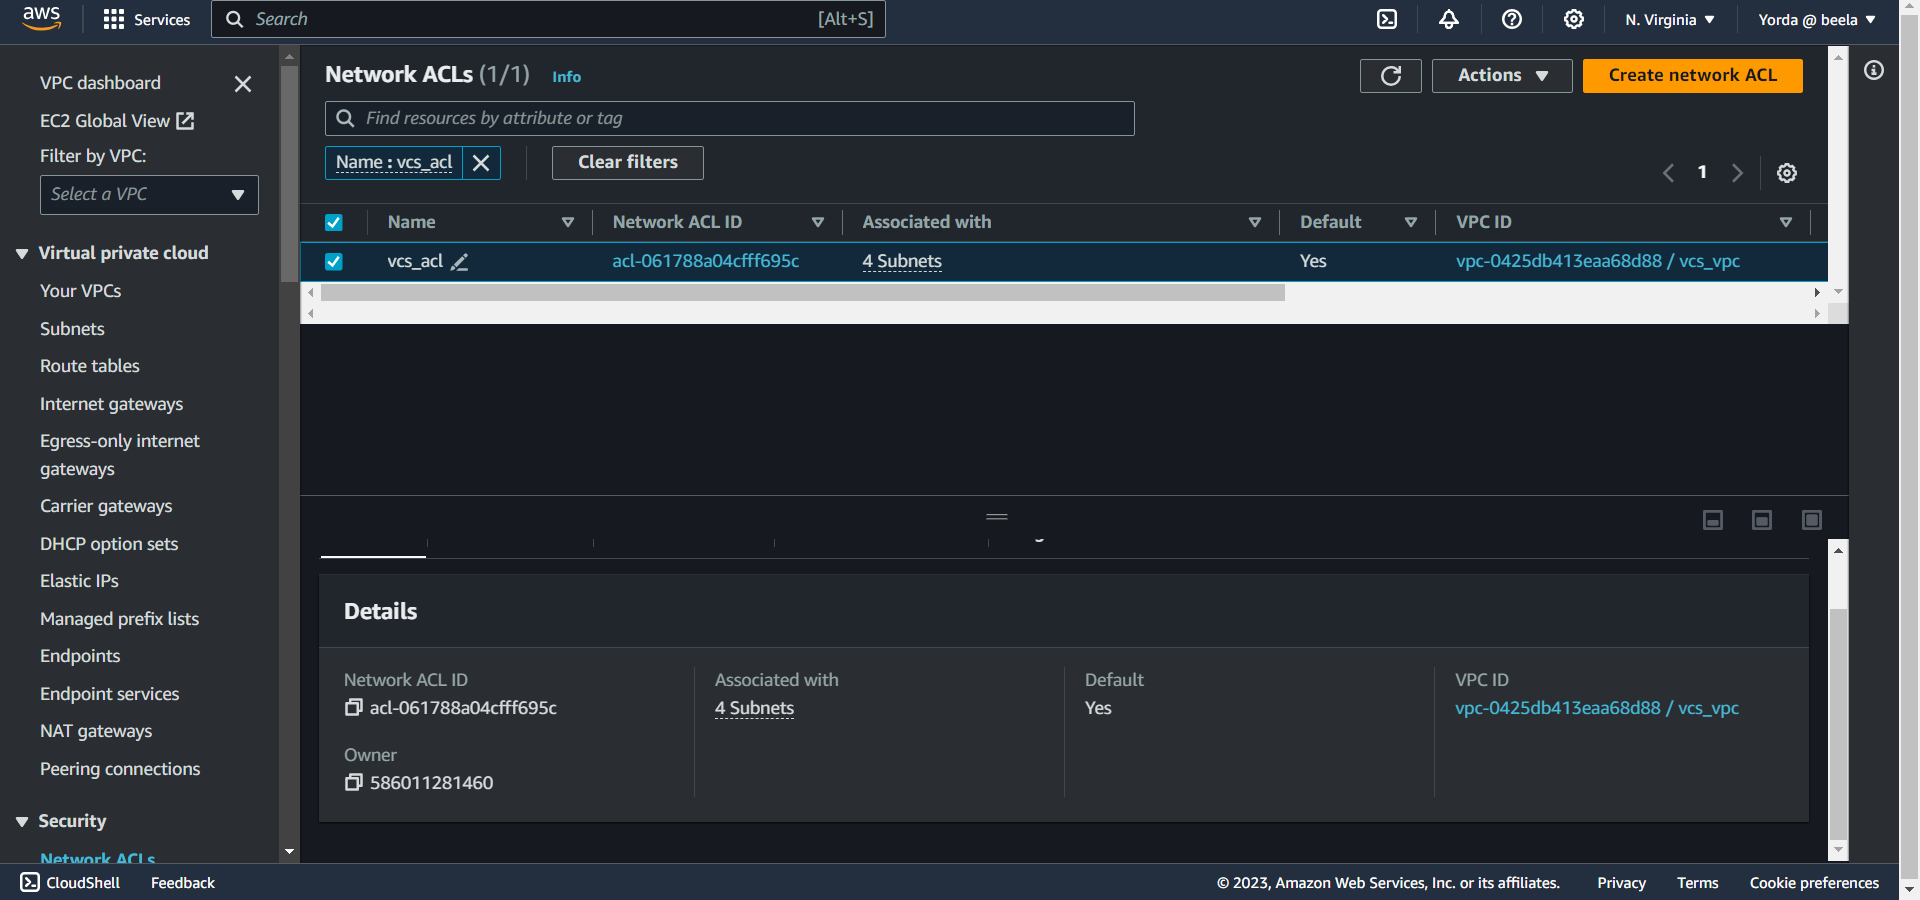 aws
Services
Search
[Alt+S]
N. Virginia
Yorda @ beela
VPC dashboard
EC2 Global View
Filter by VPC:
Select a VPC
Virtual private cloud
Your VPCs
Subnets
Route tables
Internet gateways
Egress-only internet
gateways
Carrier gateways
DHCP option sets
Elastic IPs
Managed prefix lists
Endpoints
Endpoint services
NAT gateways
Peering connections
Security
Network ACLs
Network ACLs (1/1) Info
Actions
Create network ACL
Find resources by attribute or tag
Name : vcs_acl
Clear filters
1
Name Network ACL ID Associated with Default VPC ID
vcs_acl acl-061788a04cfff695c 4 Subnets Yes vpc-0425db413eaa68d88 / vcs_vpc
Details
Network ACL ID
acl-061788a04cfff695c
Associated with
4 Subnets
Default
Yes
VPC ID
vpc-0425db413eaa68d88 / vcs_vpc
Owner
586011281460
CloudShell
Feedback
© 2023, Amazon Web Services, Inc. or its affiliates.
Privacy
Terms
Cookie preferences